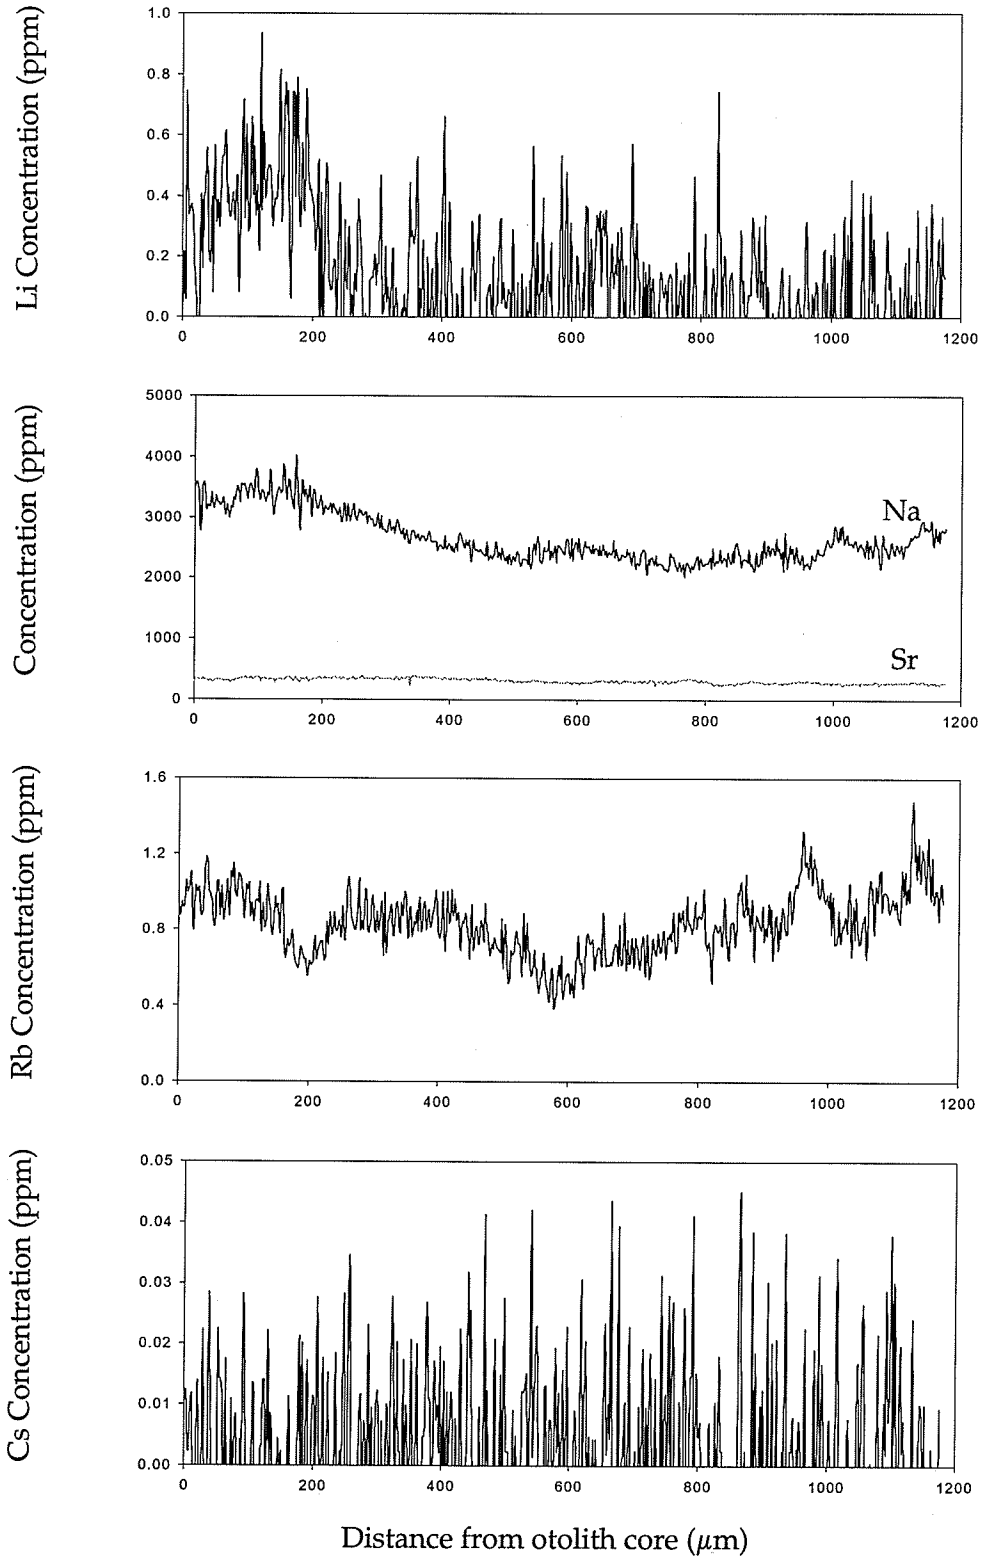 Li Concentration (ppm)
1.0
0.8
0.6
0.4
0.2
0.0
0 200 400 600 800 1000 1200
Concentration (ppm)
5000
4000
3000
2000
1000
0
Na
Sr
0 200 400 600 800 1000 1200
Rb Concentration (ppm)
1.6
1.2
0.8
0.4
0.0
0 200 400 600 800 1000 1200
Cs Concentration (ppm)
0.05
0.04
0.03
0.02
0.01
0.00
0 200 400 600 800 1000 1200
Distance from otolith core (μm)